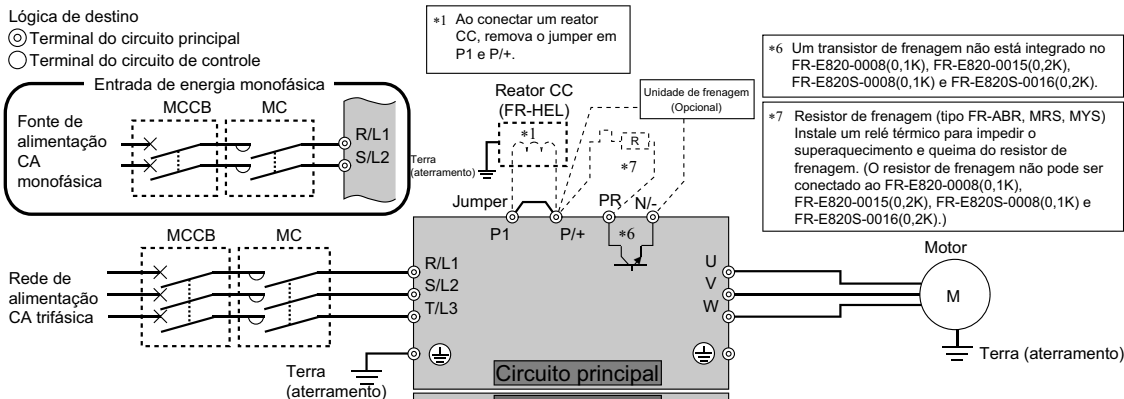 Lógica de destino
Terminal do circuito principal
Terminal do circuito de controle
*1 Ao conectar um reator
CC, remova o jumper em
P1 e P/+.
*6 Um transistor de frenagem não está integrado no
FR-E820-0008(0,1K), FR-E820-0015(0,2K),
FR-E820S-0008(0,1K) e FR-E820S-0016(0,2K).
*7 Resistor de frenagem (tipo FR-ABR, MRS, MYS)
Instale um relé térmico para impedir o
superaquecimento e queima do resistor de
frenagem. (O resistor de frenagem não pode ser
conectado ao FR-E820-0008(0,1K),
FR-E820-0015(0,2K), FR-E820S-0008(0,1K) e
FR-E820S-0016(0,2K).)
Entrada de energia monofásica
MCCB
MC
Fonte de
alimentação
CA
monofásica
R/L1
S/L2
Reator CC
(FR-HEL)
*1
Terra
(aterramento)
Unidade de frenagem
(Opcional)
R
*7
Jumper
P1
P/+
PR
N/-
*6
MCCB
MC
Rede de
alimentação
CA trifásica
R/L1
S/L2
T/L3
U
V
W
Motor
M
Terra (aterramento)
Terra
(aterramento)
Circuito principal